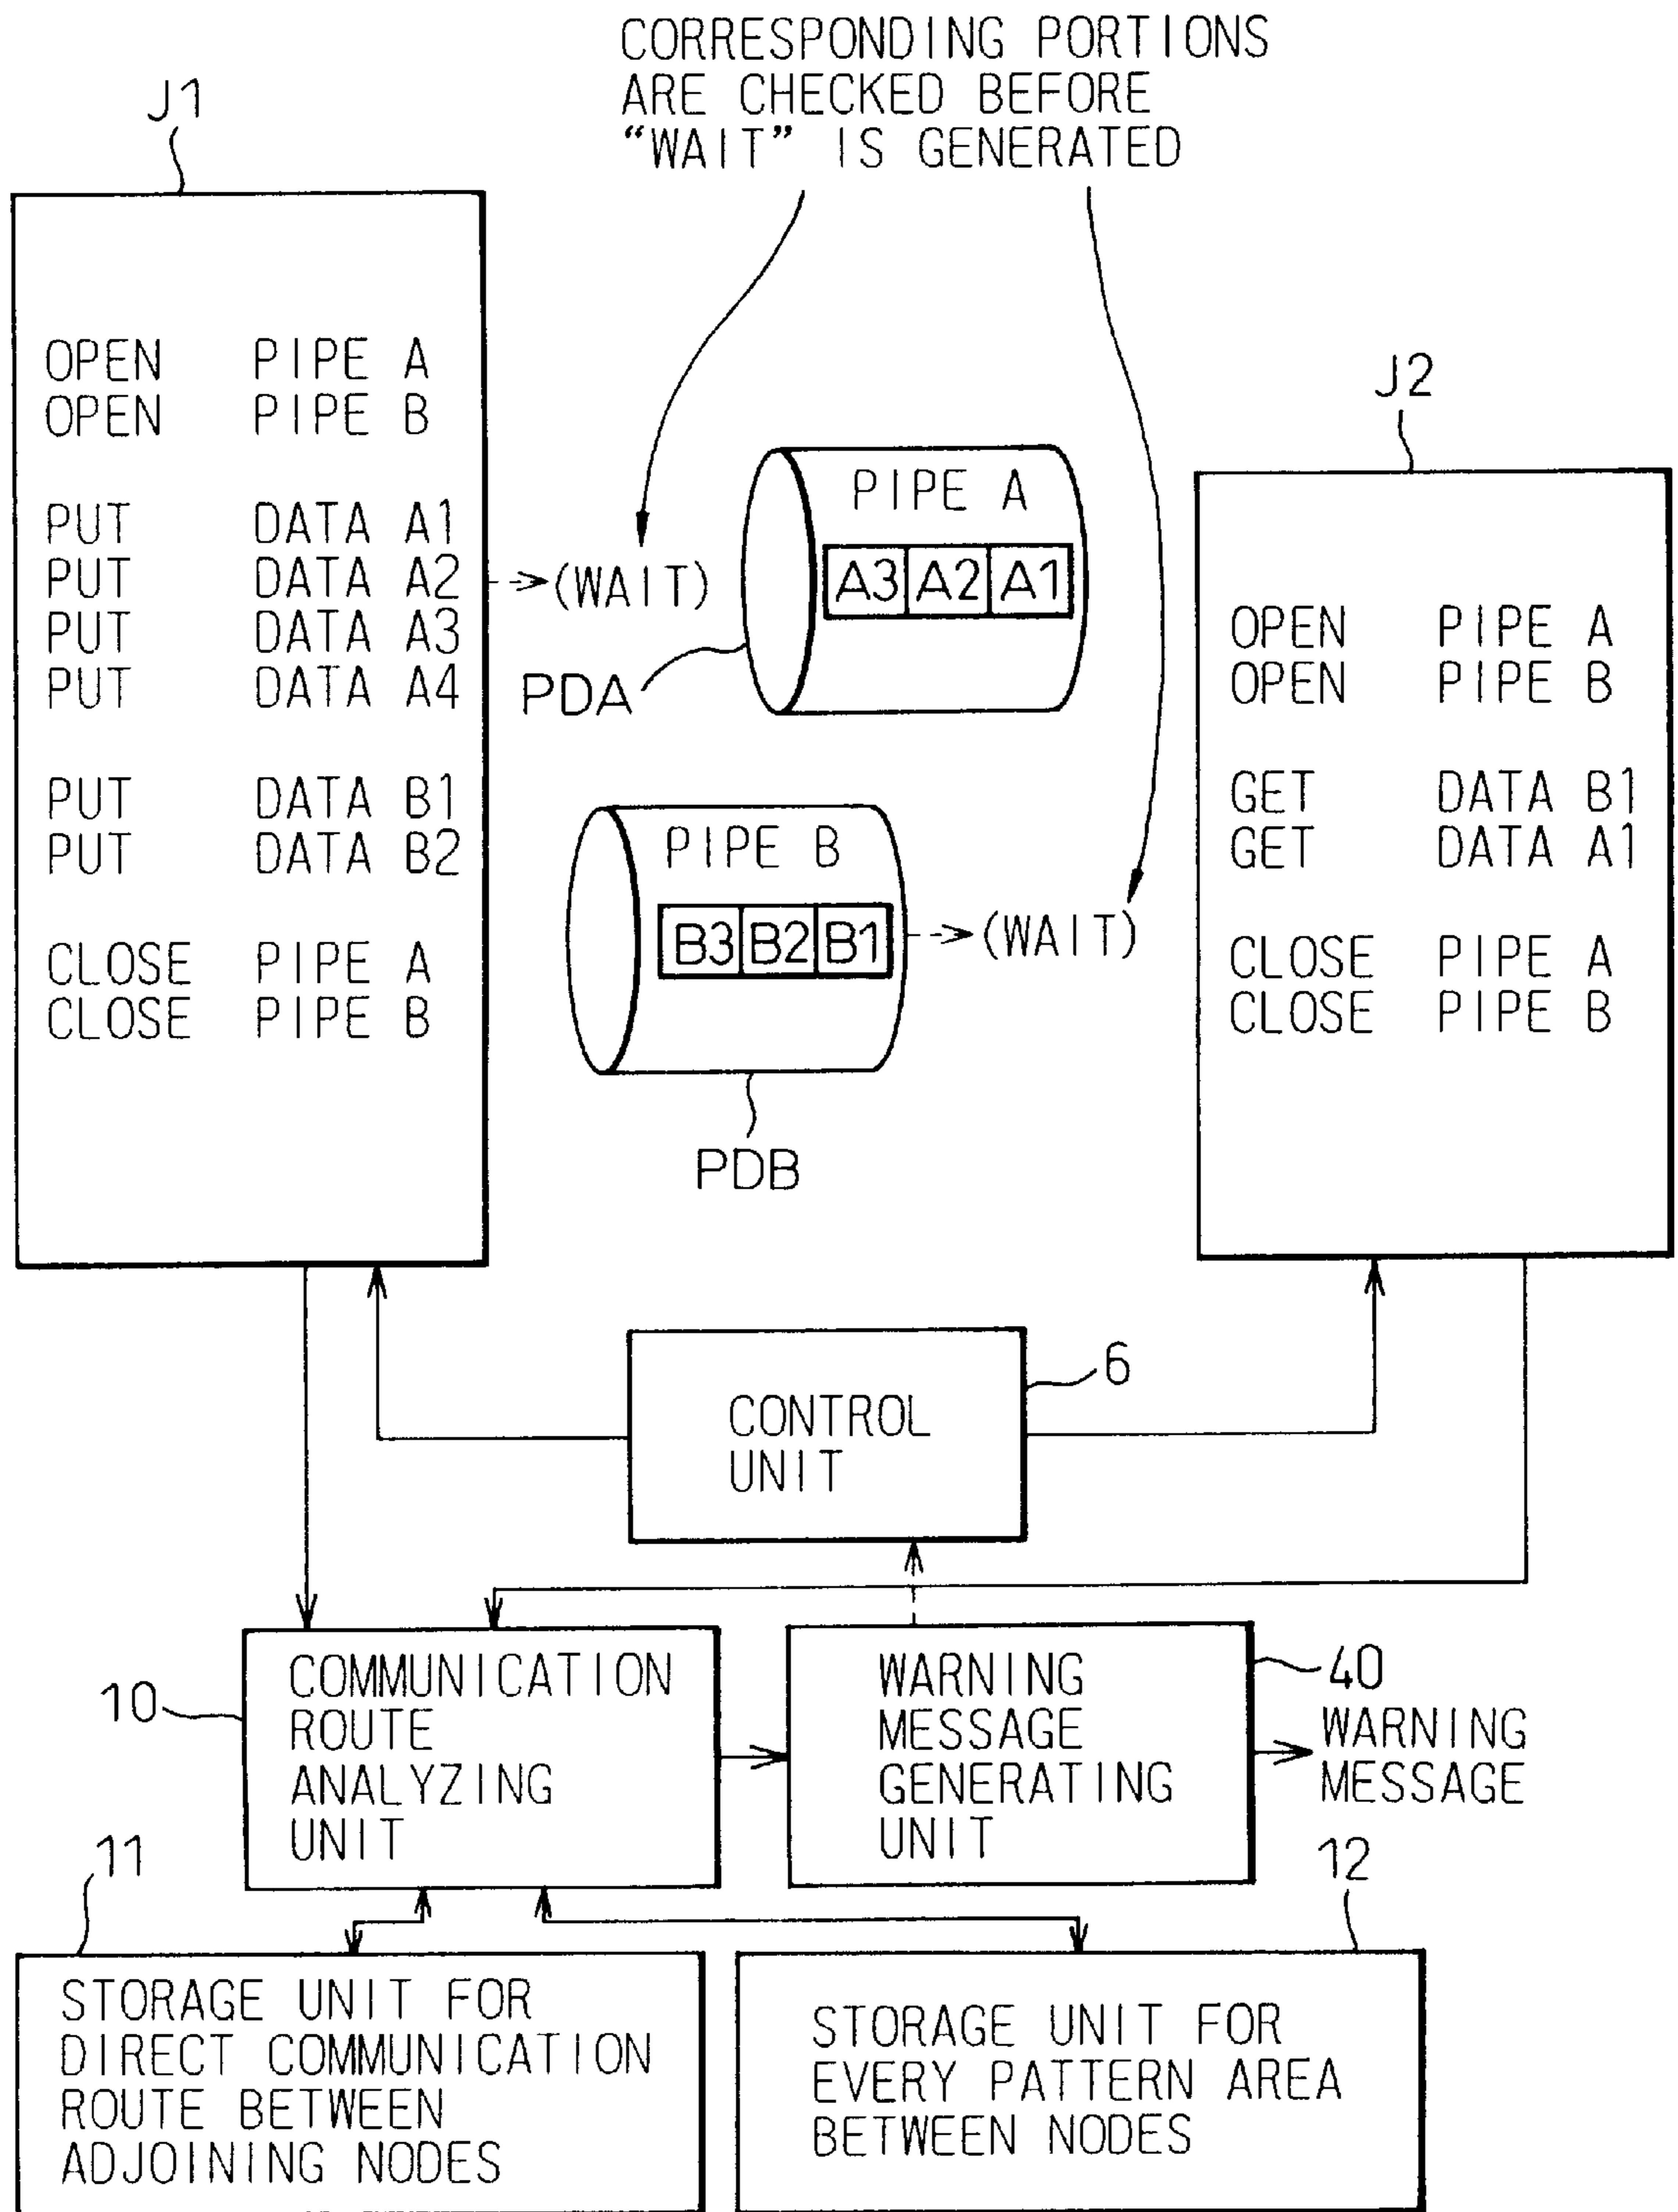 CORRESPONDING PORTIONS
ARE CHECKED BEFORE
“WAIT” IS GENERATED
J1
OPEN PIPE A
OPEN PIPE B
PUT DATA A1
PUT DATA A2
PUT DATA A3
PUT DATA A4
PUT DATA B1
PUT DATA B2
CLOSE PIPE A
CLOSE PIPE B
(WAIT)
PIPE A
A3 A2 A1
PDA
PIPE B
B3 B2 B1
(WAIT)
PDB
J2
OPEN PIPE A
OPEN PIPE B
GET DATA B1
GET DATA A1
CLOSE PIPE A
CLOSE PIPE B
6
CONTROL
UNIT
10
COMMUNICATION
ROUTE
ANALYZING
UNIT
WARNING
MESSAGE
GENERATING
UNIT
40
WARNING
MESSAGE
11
STORAGE UNIT FOR
DIRECT COMMUNICATION
ROUTE BETWEEN
ADJOINING NODES
12
STORAGE UNIT FOR
EVERY PATTERN AREA
BETWEEN NODES